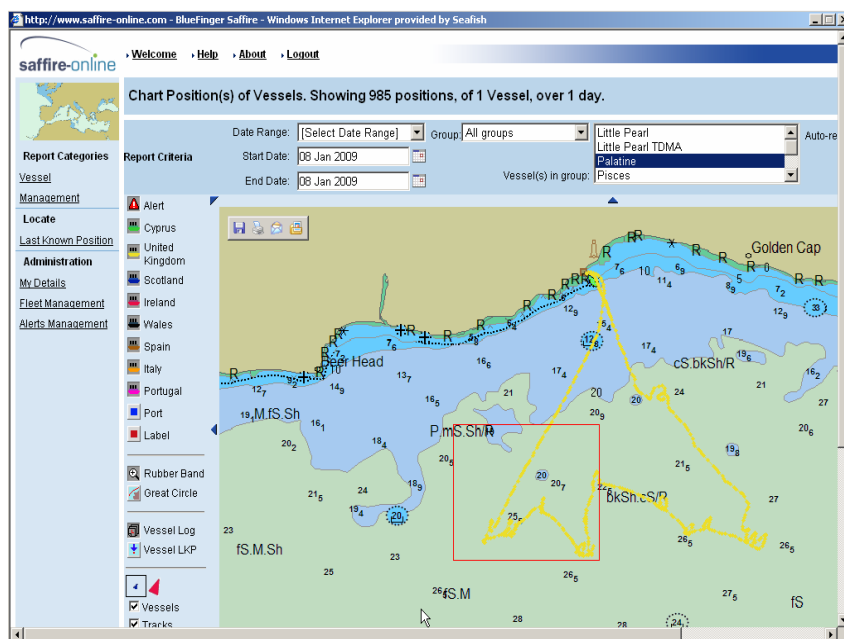 http://www.saffire-online.com - BlueFinger Saffire - Windows Internet Explorer provided by Seafish
saffire-online
Welcome Help About Logout
Chart Position(s) of Vessels. Showing 985 positions, of 1 Vessel, over 1 day.
Report Criteria
Date Range: [Select Date Range] Group: All groups
Start Date: 08 Jan 2009
End Date: 08 Jan 2009
Vessel(s) in group:
Little Pearl
Little Pearl TDMA
Palatine
Pisces
Auto-re
Report Categories
Vessel
Management
Locate
Last Known Position
Administration
My Details
Fleet Management
Alerts Management
Alert
Cyprus
United
Kingdom
Scotland
Ireland
Wales
Spain
Italy
Portugal
Port
Label
Rubber Band
Great Circle
Vessel Log
Vessel LKP
Vessels
Tracks
Golden Cap
Beer Head
cS.bkSh/R
M.fS.Sh
P.mS.Sh/R
bkSh.cS/R
fS.M.Sh
fS.M
fS